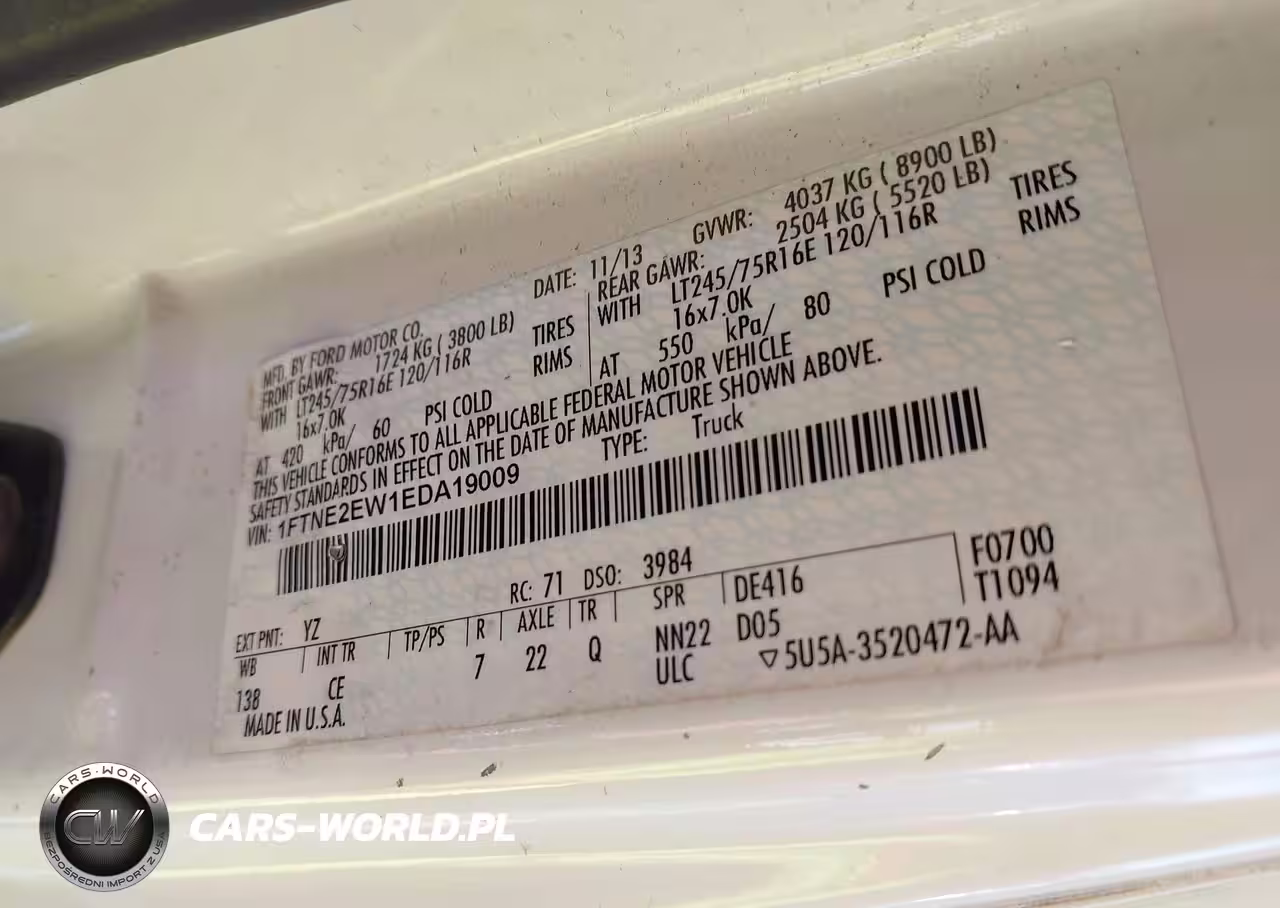 MFD. BY FORD MOTOR CO.
DATE: 11/13 GVWR: 4037 KG ( 8900 LB)
FRONT GAWR: 1724 KG ( 3800 LB)
REAR GAWR: 2504 KG ( 5520 LB)
WITH LT245/75R16E 120/116R TIRES
WITH LT245/75R16E 120/116R TIRES
16x7.0K RIMS
16x7.0K RIMS
AT 420 kPa/ 60 PSI COLD
AT 550 kPa/ 80 PSI COLD
THIS VEHICLE CONFORMS TO ALL APPLICABLE FEDERAL MOTOR VEHICLE
SAFETY STANDARDS IN EFFECT ON THE DATE OF MANUFACTURE SHOWN ABOVE.
VIN: 1FTNE2EW1EDA19009
TYPE: Truck
EXT PNT: YZ RC: 71 DSO: 3984
WB INT TR TP/PS R AXLE TR SPR DE416 F0700
138 CE 7 22 Q NN22 D05 T1094
MADE IN U.S.A. ULC ▽5U5A-3520472-AA
CARS-WORLD
CW
BEZPOŚREDNI IMPORT Z USA
CARS-WORLD.PL